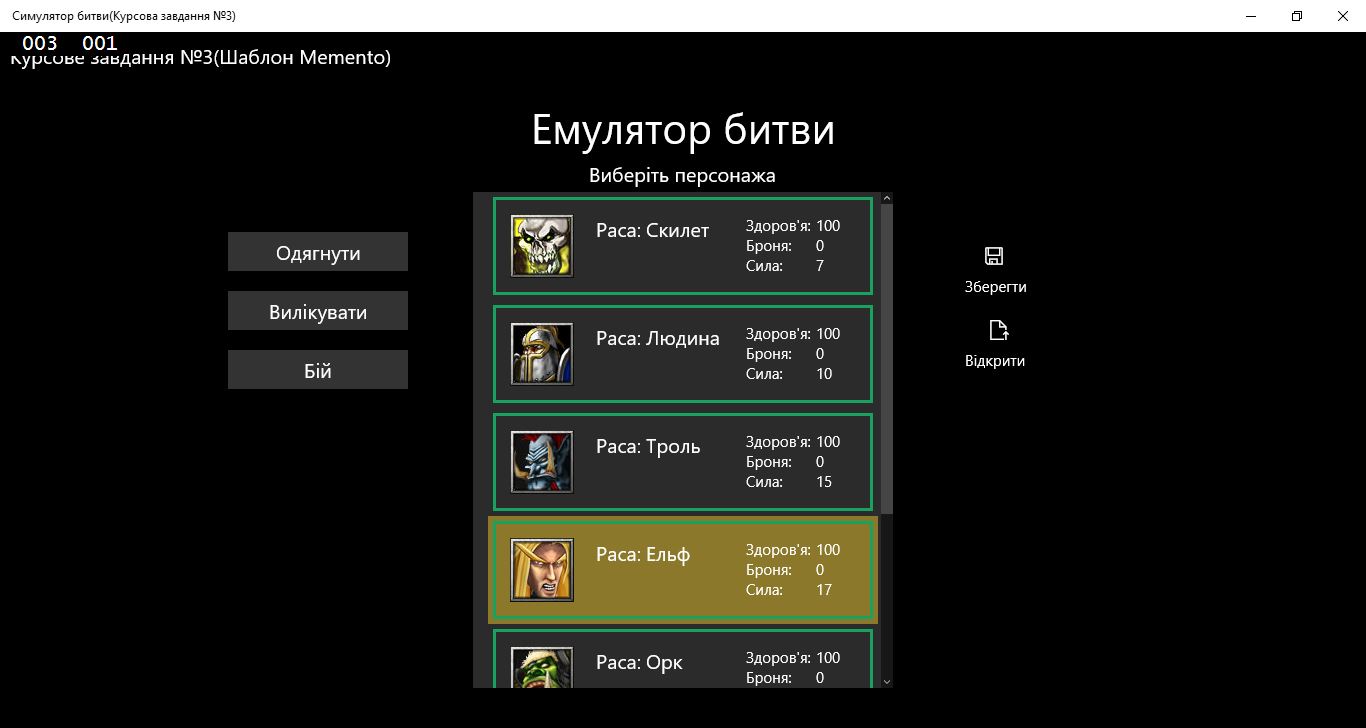 Симулятор битви(Курсова завдання №3)
003 001
Курсове завдання №3(Шаблон Memento)
Емулятор битви
Виберіть персонажа
Одягнути
Вилікувати
Бій
Раса: Скилет
Здоров'я: 100
Броня: 0
Сила: 7
Раса: Людина
Здоров'я: 100
Броня: 0
Сила: 10
Раса: Троль
Здоров'я: 100
Броня: 0
Сила: 15
Раса: Ельф
Здоров'я: 100
Броня: 0
Сила: 17
Раса: Орк
Здоров'я: 100
Броня: 0
Зберегти
Відкрити